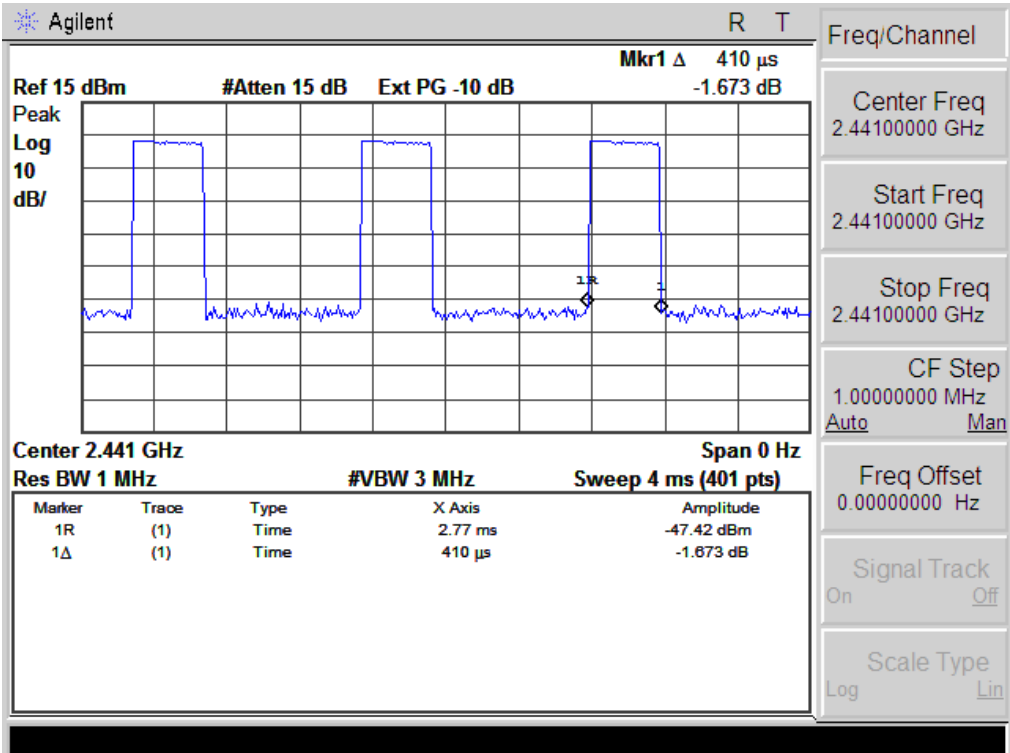 Agilent
R T
Mkr1 Δ 410 μs
Ref 15 dBm #Atten 15 dB Ext PG -10 dB -1.673 dB
Peak
Log
10
dB/
1R
1
Center 2.441 GHz Span 0 Hz
Res BW 1 MHz #VBW 3 MHz Sweep 4 ms (401 pts)
Marker Trace Type X Axis Amplitude
1R (1) Time 2.77 ms -47.42 dBm
1Δ (1) Time 410 μs -1.673 dB
Freq/Channel
Center Freq
2.44100000 GHz
Start Freq
2.44100000 GHz
Stop Freq
2.44100000 GHz
CF Step
1.00000000 MHz
Auto Man
Freq Offset
0.00000000 Hz
Signal Track
On Off
Scale Type
Log Lin